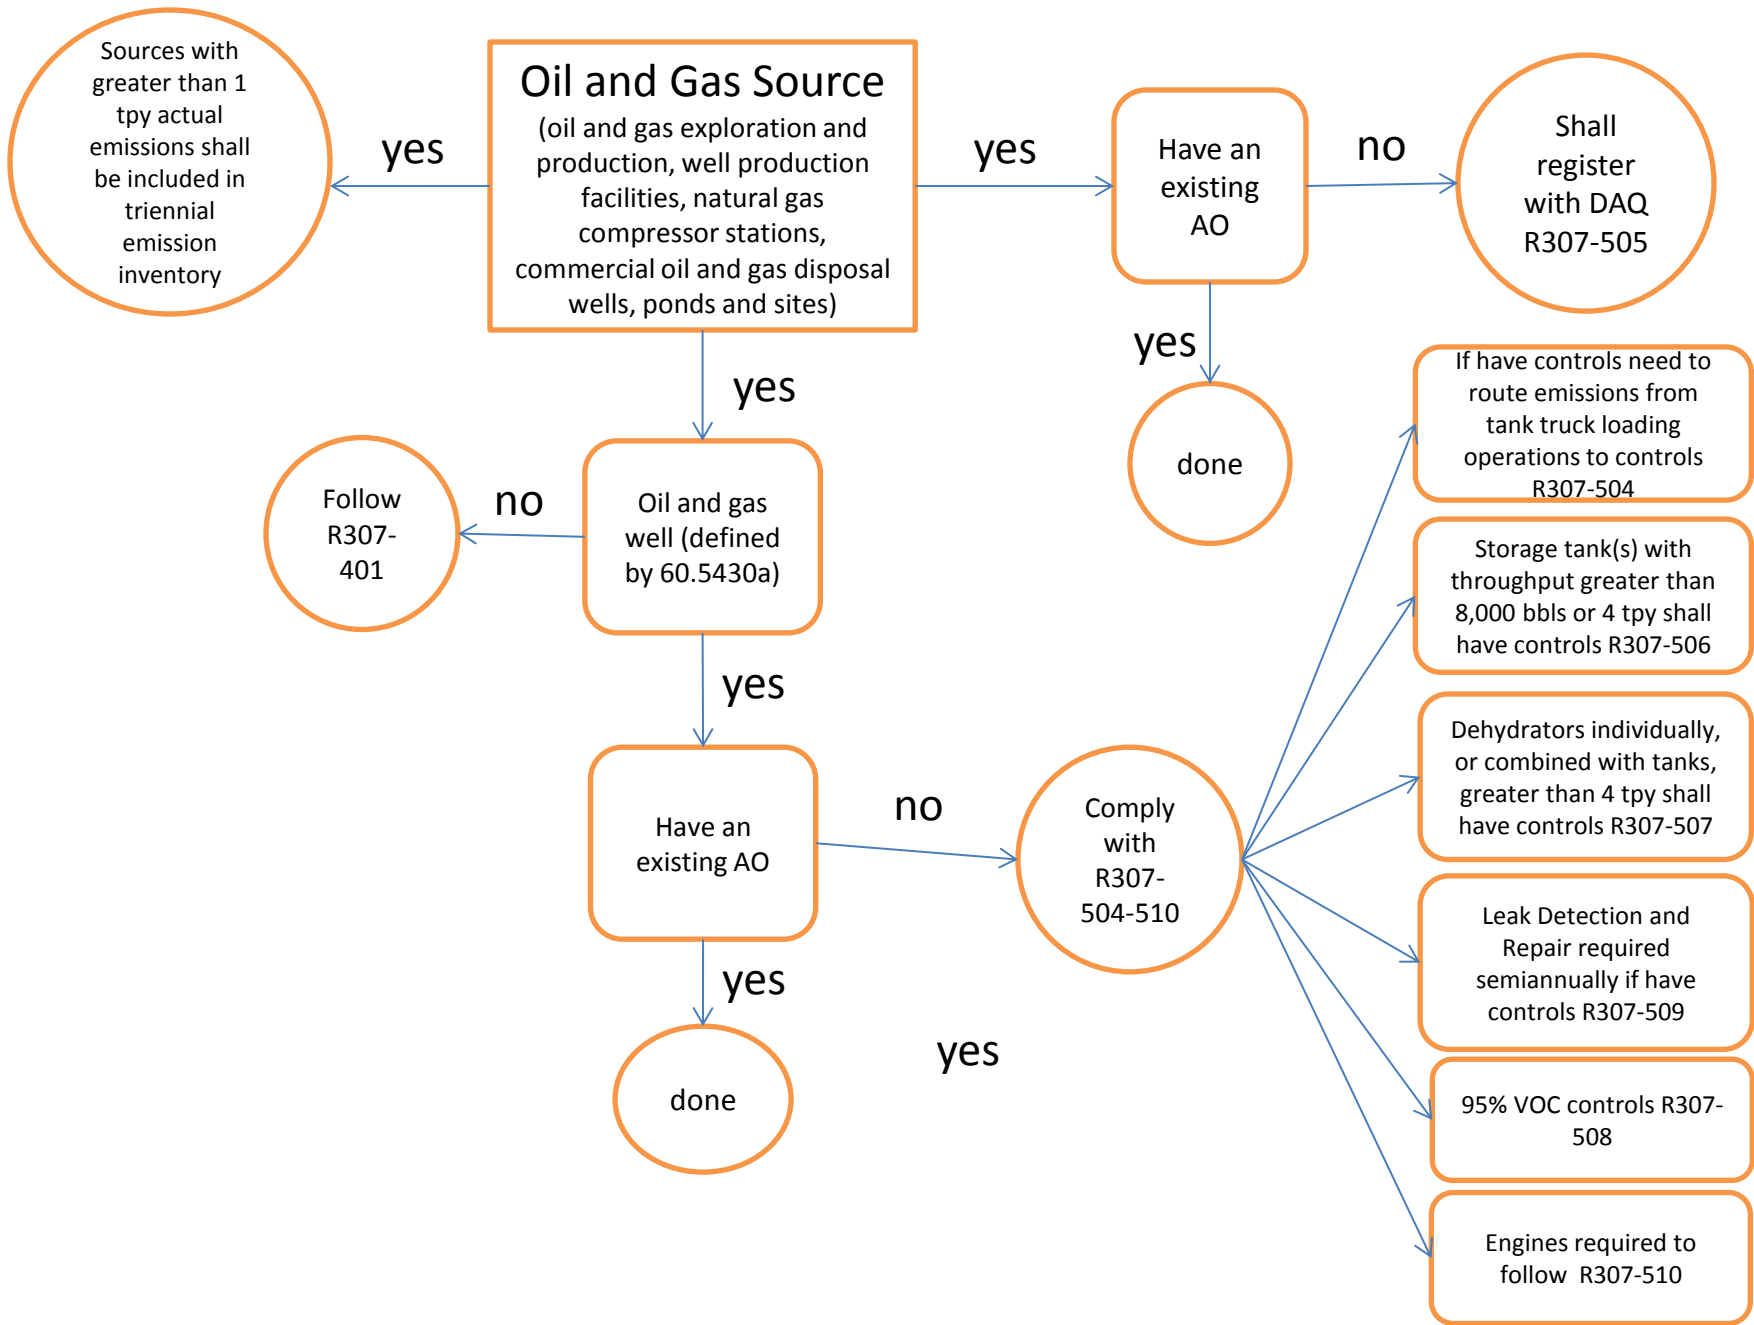 Sources with
greater than 1
tpy actual
emissions shall
be included in
triennial
emission
inventory
yes
Oil and Gas Source
(oil and gas exploration and
production, well production
facilities, natural gas
compressor stations,
commercial oil and gas disposal
wells, ponds and sites)
yes
Have an
existing
AO
no
Shall
register
with DAQ
R307-505
yes
done
yes
Follow
R307-
401
no
Oil and gas
well (defined
by 60.5430a)
yes
Have an
existing AO
no
Comply
with
R307-
504-510
yes
done
yes
If have controls need to
route emissions from
tank truck loading
operations to controls
R307-504
Storage tank(s) with
throughput greater than
8,000 bbls or 4 tpy shall
have controls R307-506
Dehydrators individually,
or combined with tanks,
greater than 4 tpy shall
have controls R307-507
Leak Detection and
Repair required
semiannually if have
controls R307-509
95% VOC controls R307-
508
Engines required to
follow  R307-510